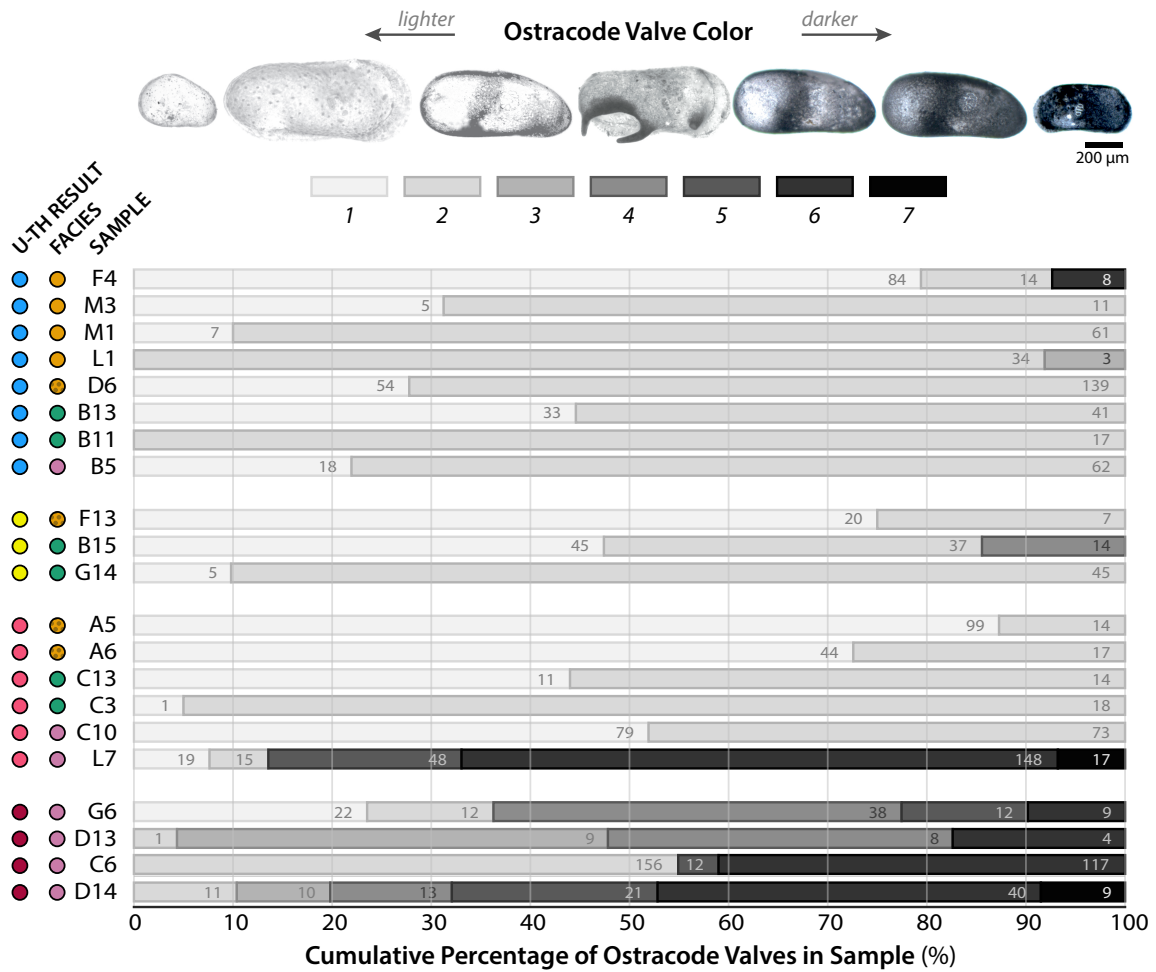 lighter Ostracode Valve Color darker
200 µm
1 2 3 4 5 6 7
U-TH RESULT
FACIES
SAMPLE
F4 84 14 8
M3 5 11
M1 7 61
L1 34 3
D6 54 139
B13 33 41
B11 17
B5 18 62
F13 20 7
B15 45 37 14
G14 5 45
A5 99 14
A6 44 17
C13 11 14
C3 1 18
C10 79 73
L7 19 15 48 148 17
G6 22 12 38 12 9
D13 1 9 8 4
C6 156 12 117
D14 11 10 13 21 40 9
0 10 20 30 40 50 60 70 80 90 100
Cumulative Percentage of Ostracode Valves in Sample (%)